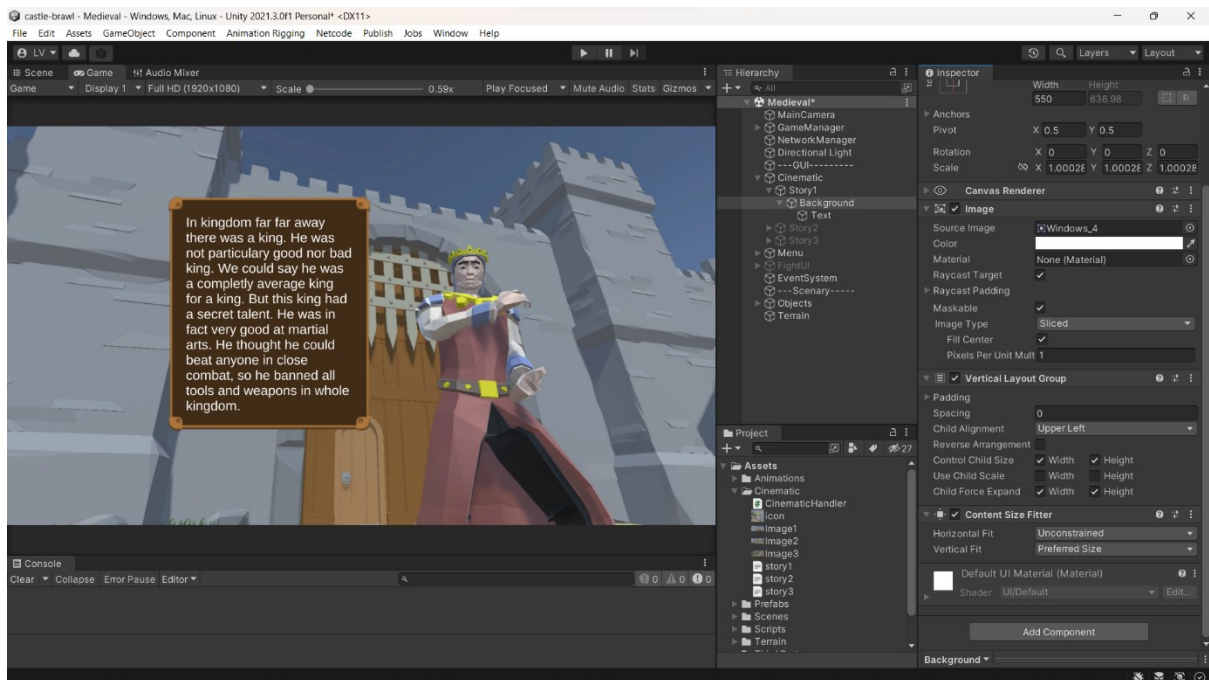 castle-brawl - Medieval - Windows, Mac, Linux - Unity 2021.3.0f1 Personal* <DX11>
File Edit Assets GameObject Component Animation Rigging Netcode Publish Jobs Window Help
LV
Layers
Layout
Scene
Game
Audio Mixer
Game
Display 1
Full HD (1920x1080)
Scale
0.59x
Play Focused
Mute Audio
Stats
Gizmos
In kingdom far far away
there was a king. He was
not particulary good nor bad
king. We could say he was
a completly average king
for a king. But this king had
a secret talent. He was in
fact very good at martial
arts. He thought he could
beat anyone in close
combat, so he banned all
tools and weapons in whole
kingdom.
Console
Clear
Collapse
Error Pause
Editor
0
0
0
Hierarchy
All
Medieval*
MainCamera
GameManager
NetworkManager
Directional Light
---GUI---------
Cinematic
Story1
Background
Text
Story2
Story3
Menu
FightUI
EventSystem
---Scenary-----
Objects
Terrain
Project
27
Assets
Animations
Cinematic
CinematicHandler
icon
Image1
Image2
Image3
story1
story2
story3
Prefabs
Scenes
Scripts
Terrain
Inspector
Width Height
550 636.98
R
Anchors
Pivot X 0.5 Y 0.5
Rotation X 0 Y 0 Z 0
Scale X 1.00028 Y 1.00028 Z 1.00028
Canvas Renderer
Image
Source Image Windows_4
Color
Material None (Material)
Raycast Target
Raycast Padding
Maskable
Image Type Sliced
Fill Center
Pixels Per Unit Mult 1
Vertical Layout Group
Padding
Spacing 0
Child Alignment Upper Left
Reverse Arrangement
Control Child Size Width Height
Use Child Scale Width Height
Child Force Expand Width Height
Content Size Fitter
Horizontal Fit Unconstrained
Vertical Fit Preferred Size
Default UI Material (Material)
Shader UI/Default Edit...
Add Component
Background